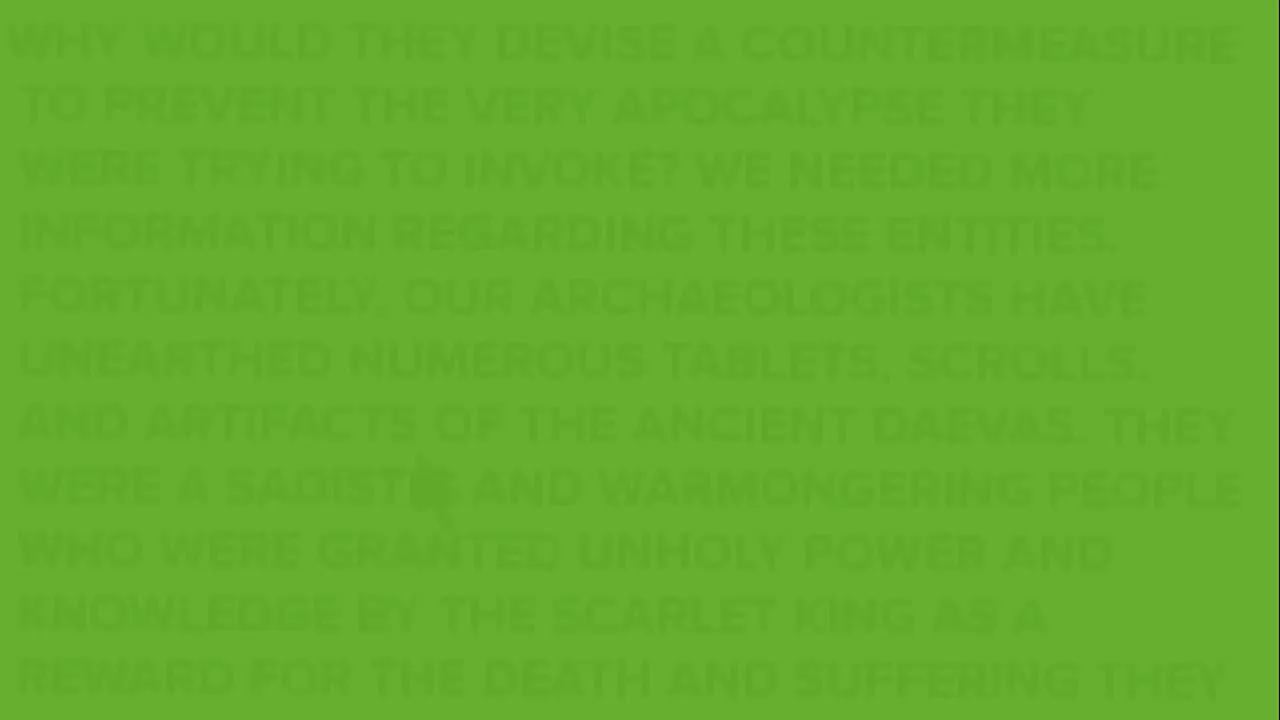 WHY WOULD THEY DEVISE A COUNTERMEASURE
TO PREVENT THE VERY APOCALYPSE THEY
WERE TRYING TO INVOKE? WE NEEDED MORE
INFORMATION REGARDING THESE ENTITIES.
FORTUNATELY, OUR ARCHAEOLOGISTS HAVE
UNEARTHED NUMEROUS TABLETS, SCROLLS,
AND ARTIFACTS OF THE ANCIENT DAEVAS. THEY
WERE A SADISTIC AND WARMONGERING PEOPLE
WHO WERE GRANTED UNHOLY POWER AND
KNOWLEDGE BY THE SCARLET KING AS A
REWARD FOR THE DEATH AND SUFFERING THEY